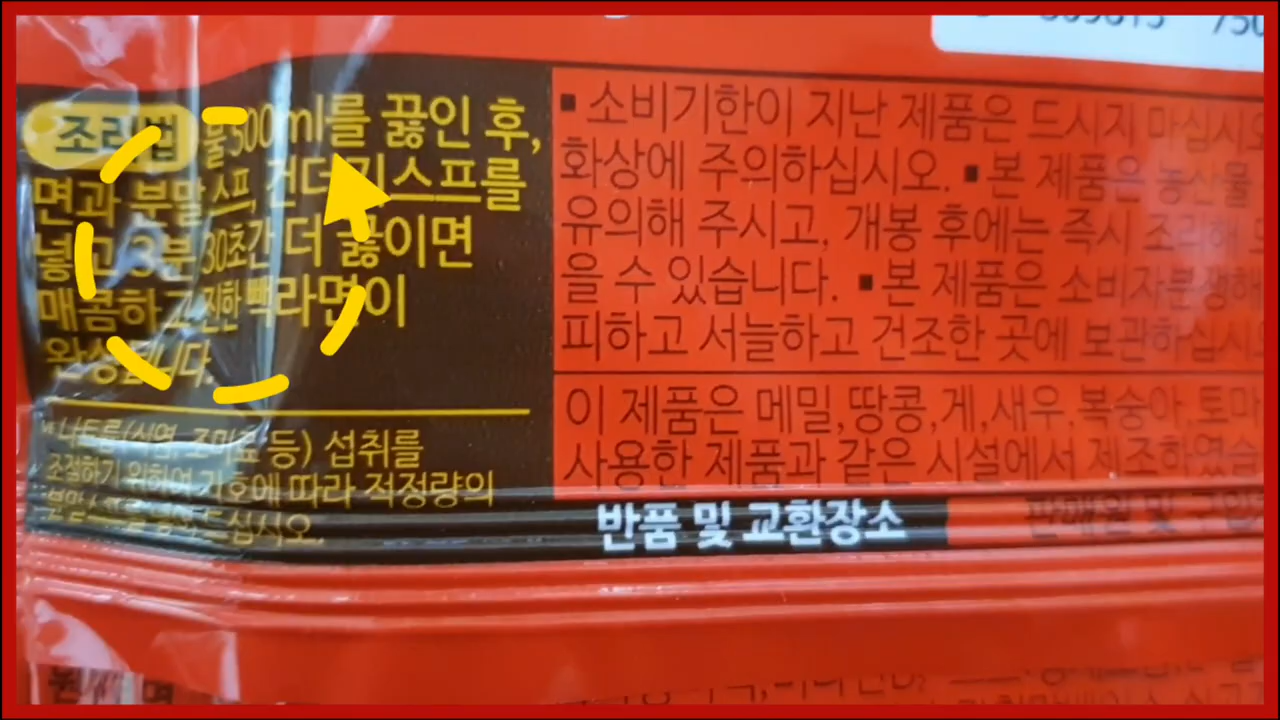 조리법 물 500ml를 끓인 후,
면과 분말스프, 건더기스프를
넣고 3분 30초간 더 끓이면
매콤하고 진한 빽라면이
완성됩니다.
※나트륨(식염, 조미료 등) 섭취를
조절하기 위하여 기호에 따라 적정량의
■ 소비기한이 지난 제품은 드시지 마십시오
화상에 주의하십시오. ■ 본 제품은 농산물
유의해 주시고, 개봉 후에는 즉시 조리해
을 수 있습니다. ■ 본 제품은 소비자분쟁해
피하고 서늘하고 건조한 곳에 보관하십시오
이 제품은 메밀,땅콩,게,새우,복숭아,토마
사용한 제품과 같은 시설에서 제조하였습
반품 및 교환장소